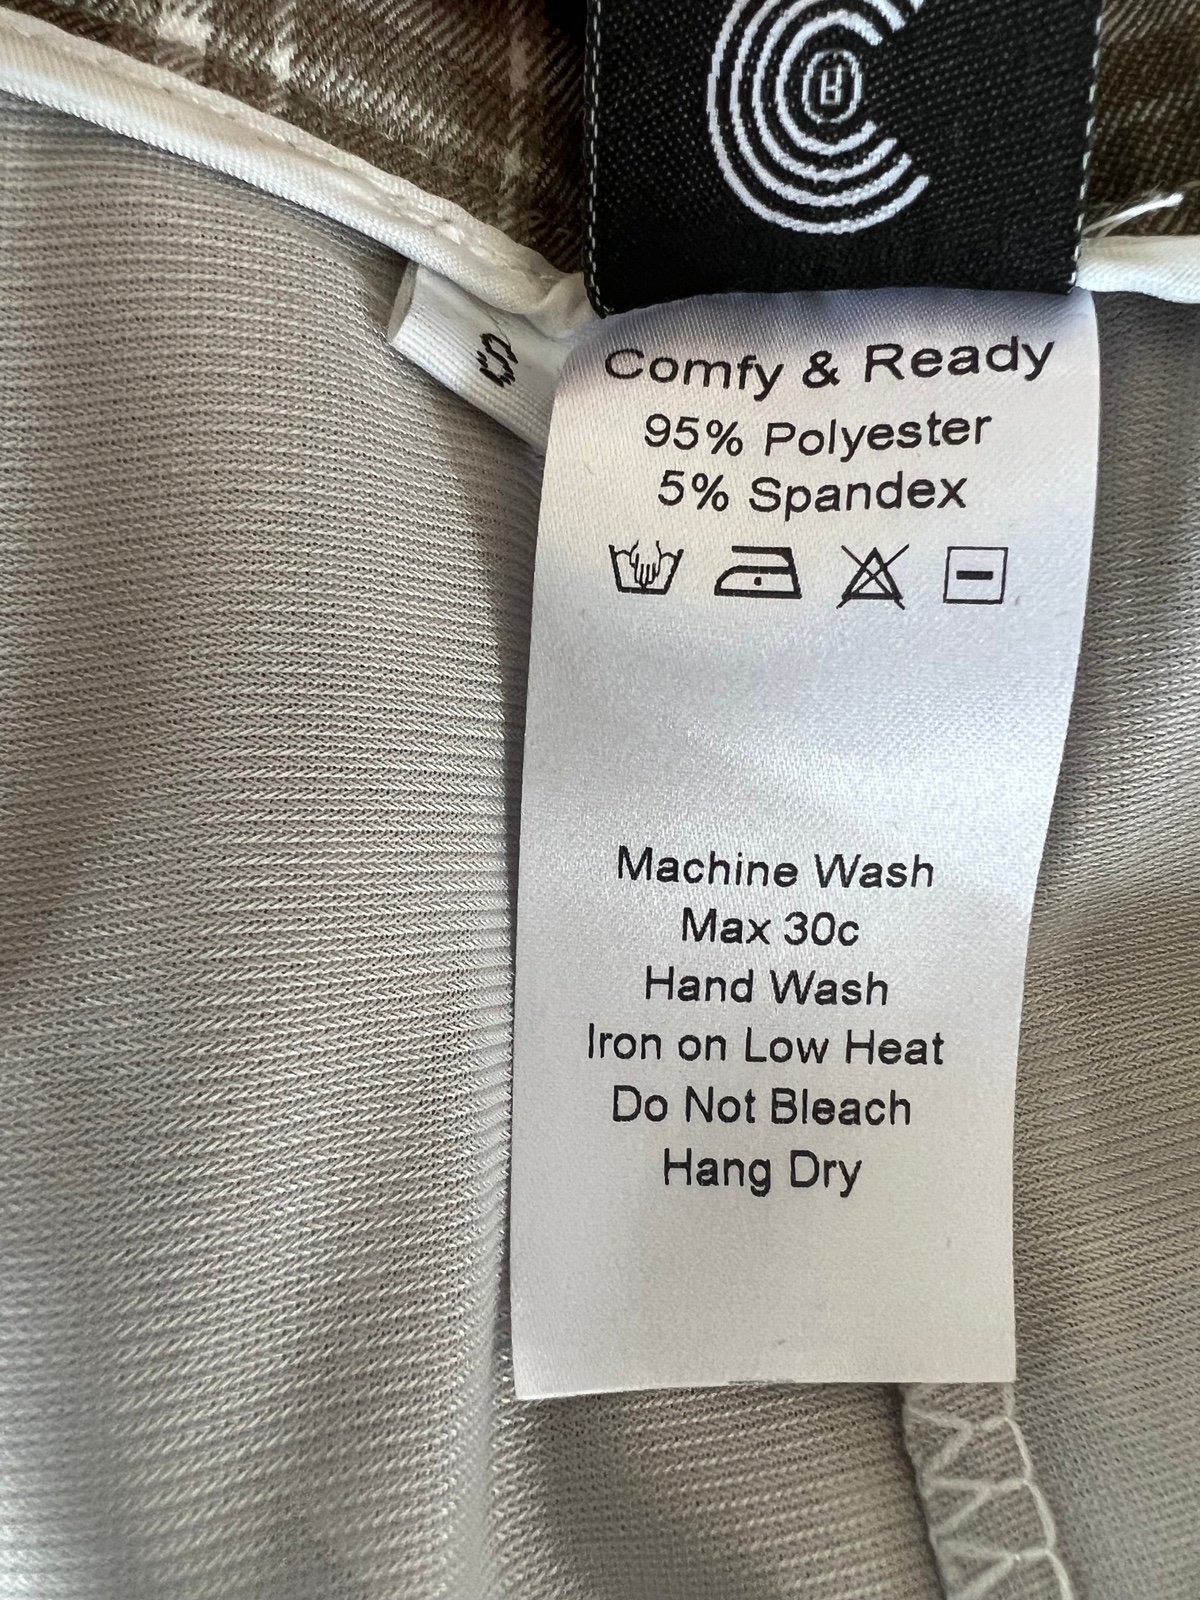 S
Comfy & Ready
95% Polyester
5% Spandex
Machine Wash
Max 30c
Hand Wash
Iron on Low Heat
Do Not Bleach
Hang Dry